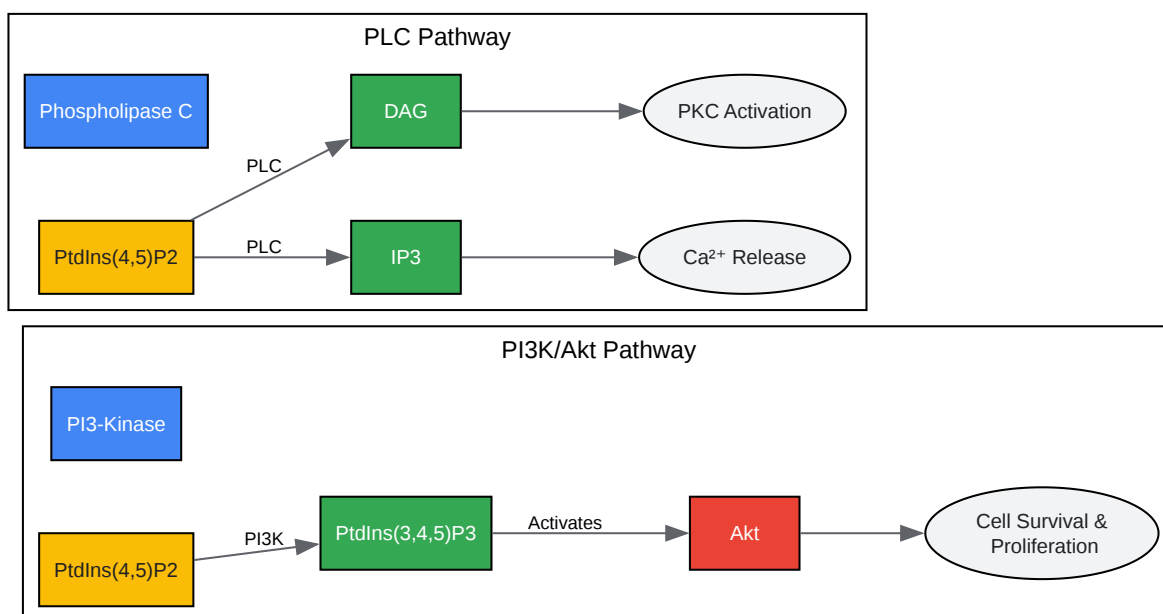 PLC Pathway
Phospholipase C
DAG
PKC Activation
PLC
PtdIns(4,5)P2
PLC
IP3
Ca²⁺ Release
PI3K/Akt Pathway
PI3-Kinase
PtdIns(4,5)P2
PI3K
PtdIns(3,4,5)P3
Activates
Akt
Cell Survival &
Proliferation